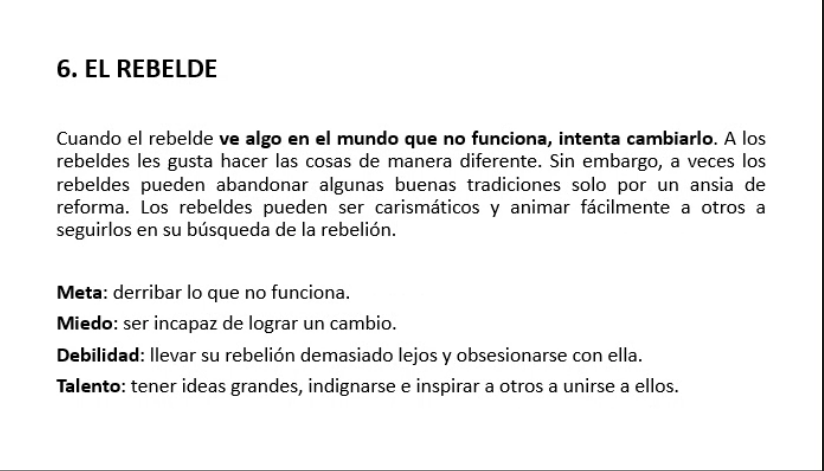 6. EL REBELDE
Cuando el rebelde ve algo en el mundo que no funciona, intenta cambiarlo. A los
rebeldes les gusta hacer las cosas de manera diferente. Sin embargo, a veces los
rebeldes pueden abandonar algunas buenas tradiciones solo por un ansia de
reforma. Los rebeldes pueden ser carismáticos y animar fácilmente a otros a
seguirlos en su búsqueda de la rebelión.
Meta: derribar lo que no funciona.
Miedo: ser incapaz de lograr un cambio.
Debilidad: llevar su rebelión demasiado lejos y obsesionarse con ella.
Talento: tener ideas grandes, indignarse e inspirar a otros a unirse a ellos.